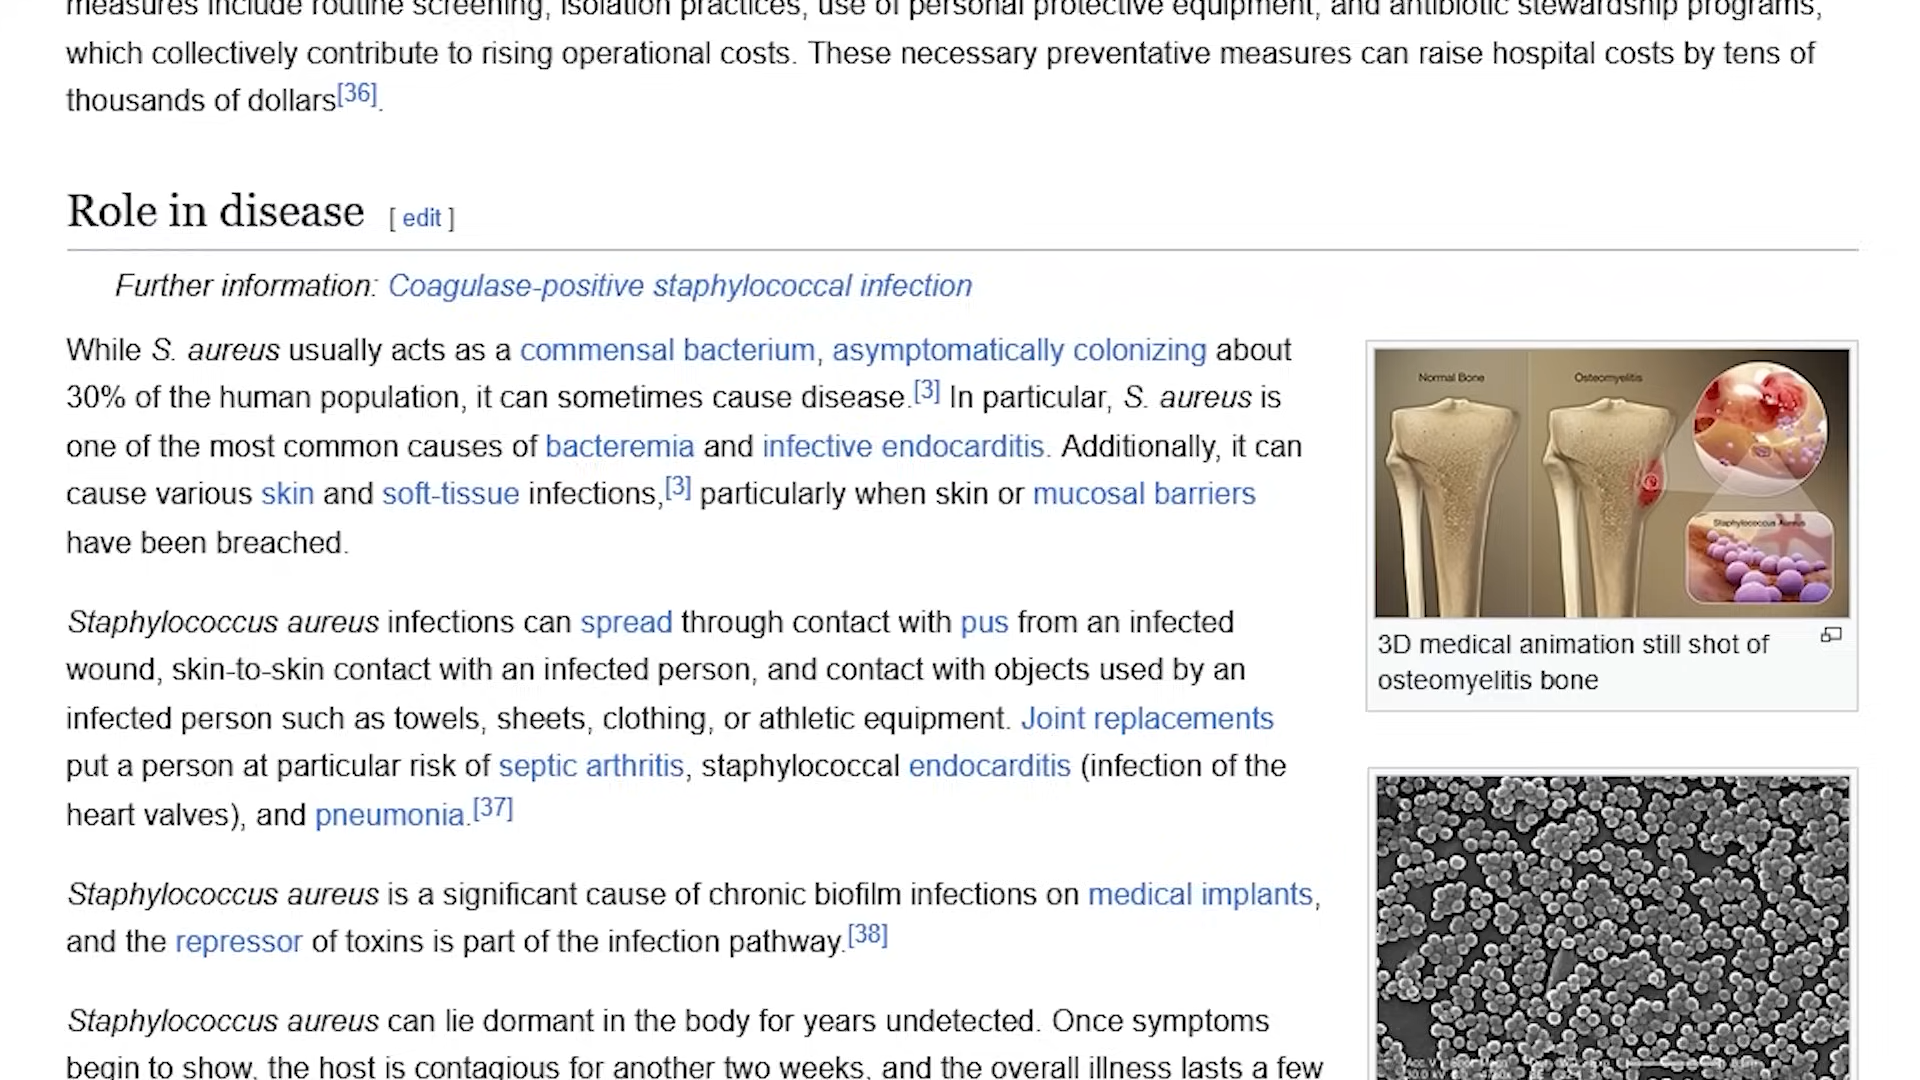 measures include routine screening, isolation practices, use of personal protective equipment, and antibiotic stewardship programs,
which collectively contribute to rising operational costs. These necessary preventative measures can raise hospital costs by tens of
thousands of dollars[36].
Role in disease [ edit ]
Further information: Coagulase-positive staphylococcal infection
While S. aureus usually acts as a commensal bacterium, asymptomatically colonizing about
30% of the human population, it can sometimes cause disease.[3] In particular, S. aureus is
one of the most common causes of bacteremia and infective endocarditis. Additionally, it can
cause various skin and soft-tissue infections,[3] particularly when skin or mucosal barriers
have been breached.
Staphylococcus aureus infections can spread through contact with pus from an infected
wound, skin-to-skin contact with an infected person, and contact with objects used by an
infected person such as towels, sheets, clothing, or athletic equipment. Joint replacements
put a person at particular risk of septic arthritis, staphylococcal endocarditis (infection of the
heart valves), and pneumonia.[37]
Staphylococcus aureus is a significant cause of chronic biofilm infections on medical implants,
and the repressor of toxins is part of the infection pathway.[38]
Staphylococcus aureus can lie dormant in the body for years undetected. Once symptoms
begin to show, the host is contagious for another two weeks, and the overall illness lasts a few
Normal Bone
Osteomyelitis
Staphylococcus Aureus
3D medical animation still shot of
osteomyelitis bone